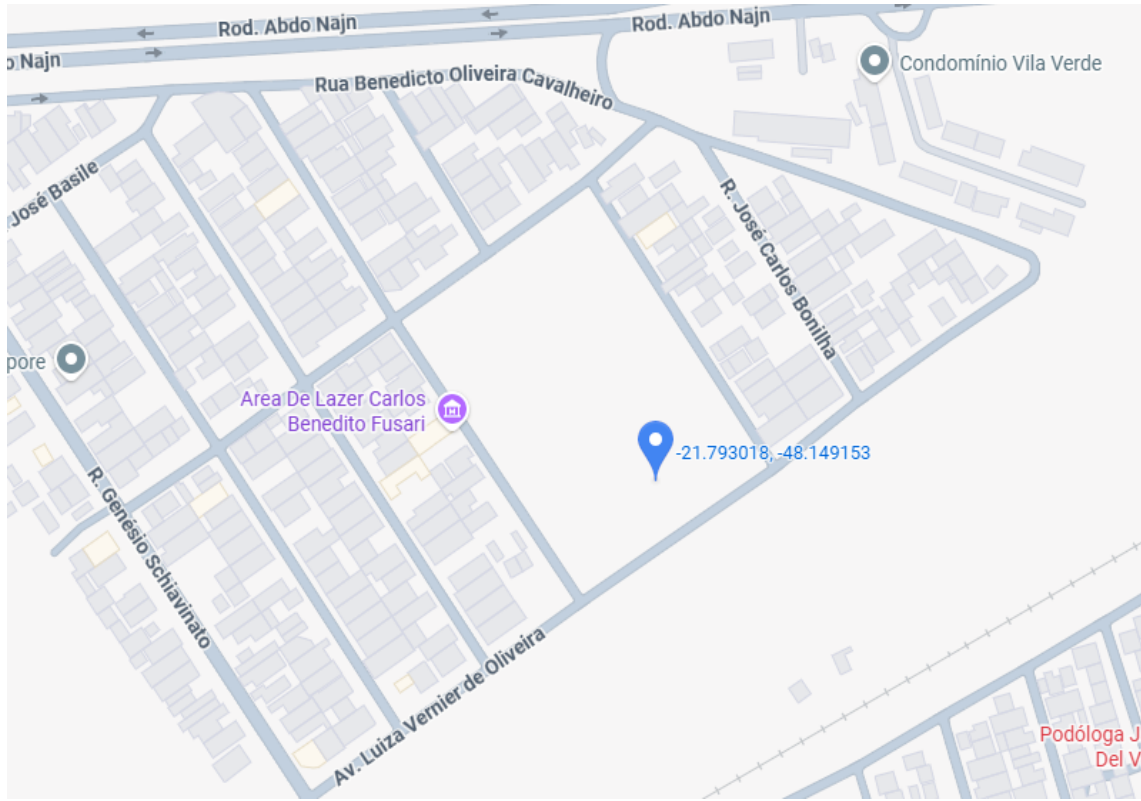 Rod. Abdo Najn
Rod. Abdo Najn
o Najn
Rua Benedicto Oliveira Cavalheiro
Condomínio Vila Verde
José Basile
R. José Carlos Bonilha
pore
Area De Lazer Carlos
Benedito Fusari
-21.793018, -48.149153
R. Genésio Schiavinato
Av. Luiza Vernier de Oliveira
Podóloga J
Del V